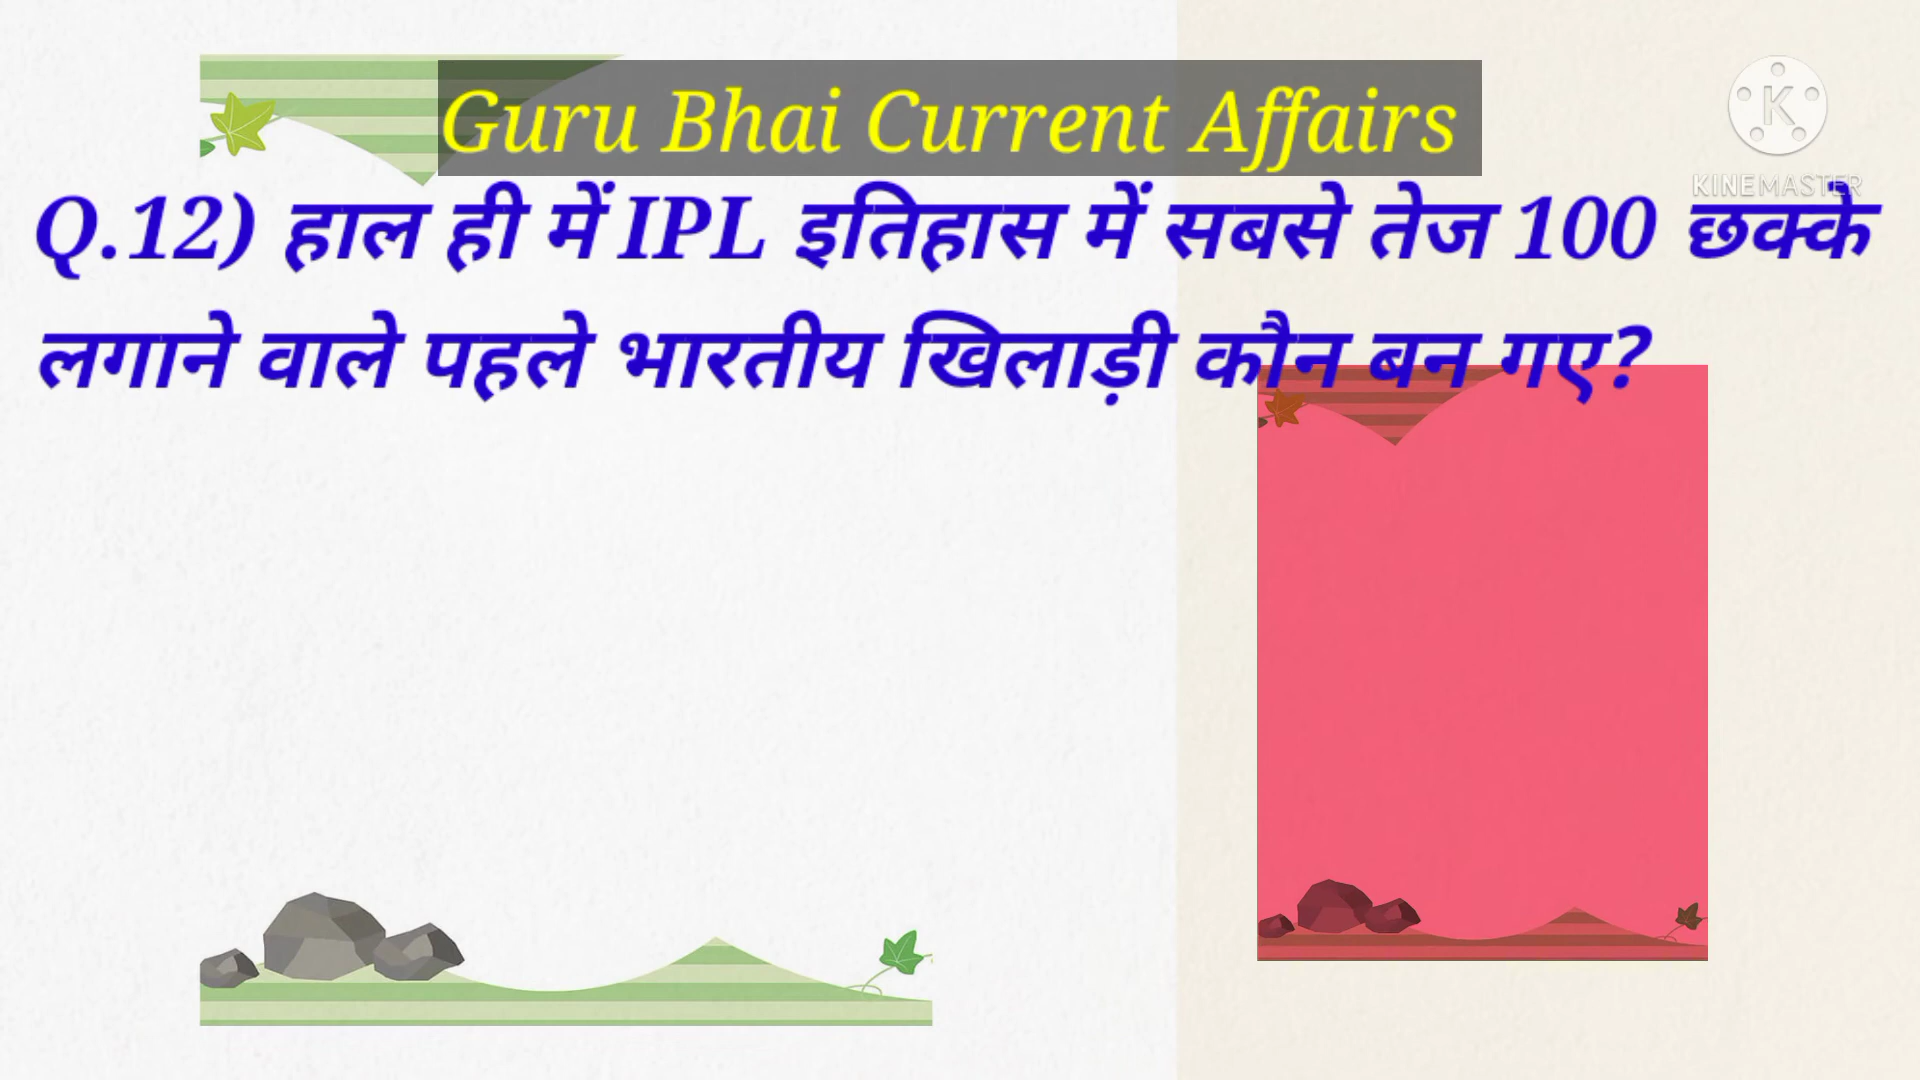 Guru Bhai Current Affairs
KINEMASTER
Q.12) हाल ही में IPL इतिहास में सबसे तेज 100 छक्के
लगाने वाले पहले भारतीय खिलाड़ी कौन बन गए?